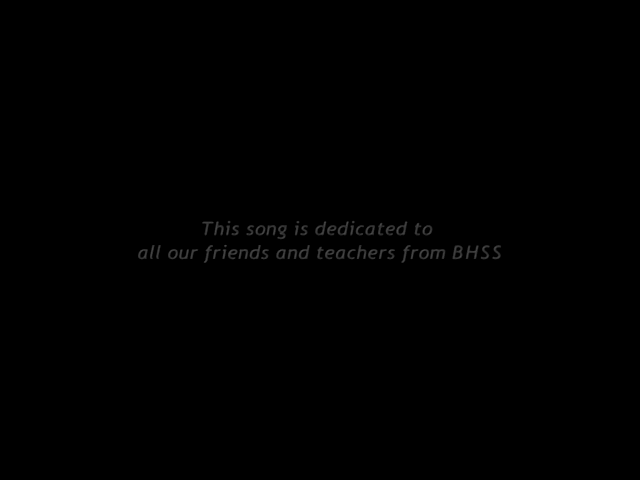 This song is dedicated to
all our friends and teachers from BHSS